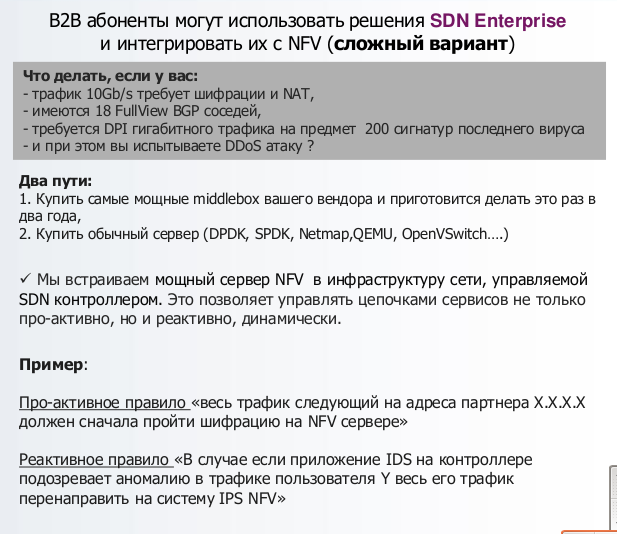 B2B абоненты могут использовать решения SDN Enterprise
и интегрировать их с NFV (сложный вариант)
Что делать, если у вас:
- трафик 10Gb/s требует шифрации и NAT,
- имеются 18 FullView BGP соседей,
- требуется DPI гигабитного трафика на предмет 200 сигнатур последнего вируса
- и при этом вы испытываете DDoS атаку ?
Два пути:
1. Купить самые мощные middlebox вашего вендора и приготовится делать это раз в
два года,
2. Купить обычный сервер (DPDK, SPDK, Netmap,QEMU, OpenVSwitch….)
✓ Мы встраиваем мощный сервер NFV в инфраструктуру сети, управляемой
SDN контроллером. Это позволяет управлять цепочками сервисов не только
про-активно, но и реактивно, динамически.
Пример:
Про-активное правило «весь трафик следующий на адреса партнера X.X.X.X
должен сначала пройти шифрацию на NFV сервере»
Реактивное правило «В случае если приложение IDS на контроллере
подозревает аномалию в трафике пользователя Y весь его трафик
перенаправить на систему IPS NFV»